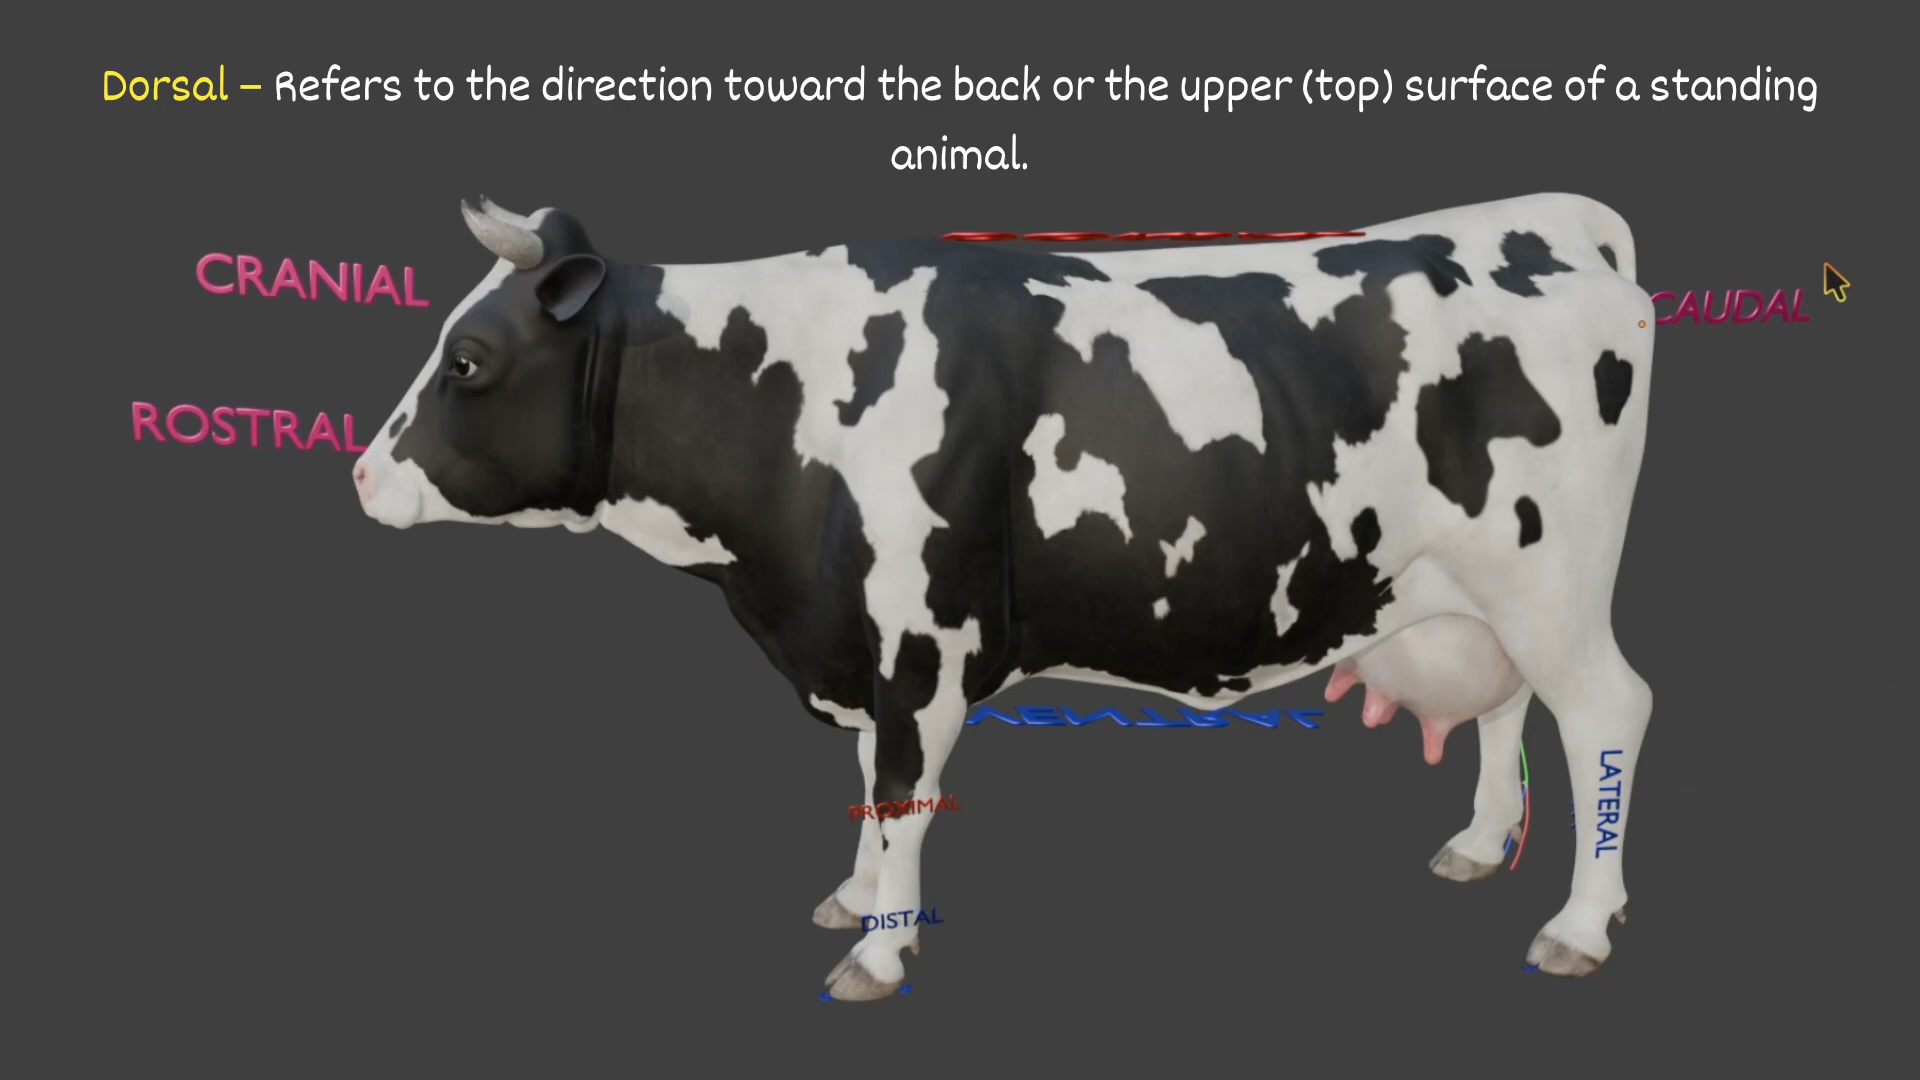 Dorsal – Refers to the direction toward the back or the upper (top) surface of a standing
animal.
CRANIAL
CAUDAL
ROSTRAL
VENTRAL
LATERAL
PROXIMAL
DISTAL